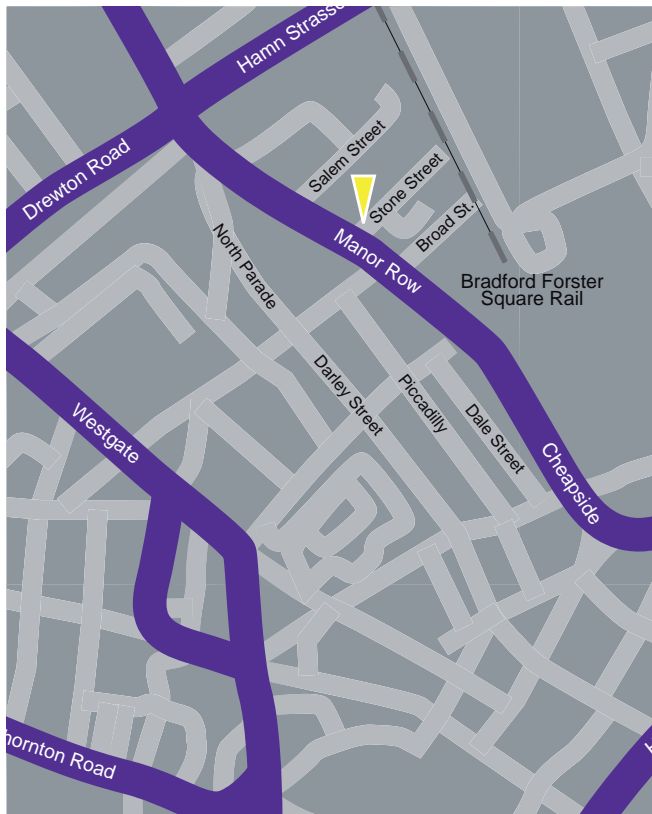 Hamn Strasse
Drewton Road
Salem Street
Stone Street
Broad St.
North Parade
Manor Row
Bradford Forster
Square Rail
Darley Street
Piccadilly
Dale Street
Westgate
Cheapside
hornton Road